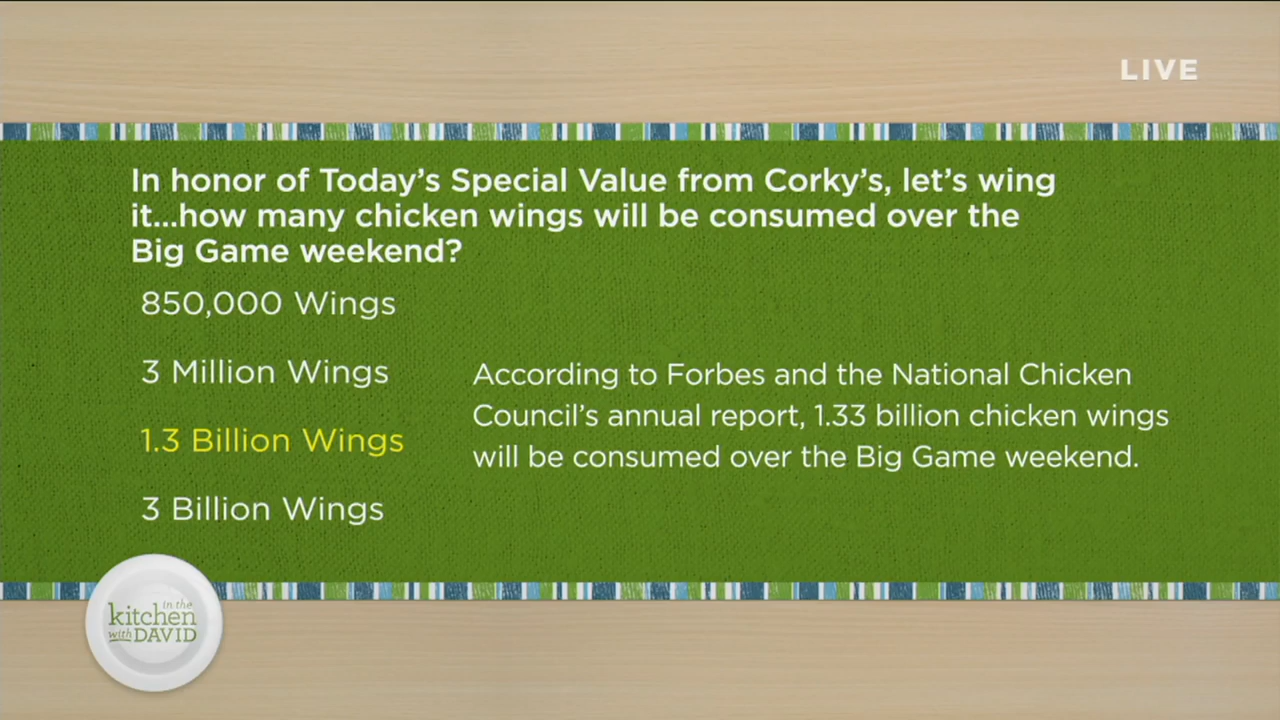 LIVE
In honor of Today's Special Value from Corky's, let's wing
it...how many chicken wings will be consumed over the
Big Game weekend?
850,000 Wings
3 Million Wings
1.3 Billion Wings
3 Billion Wings
According to Forbes and the National Chicken
Council's annual report, 1.33 billion chicken wings
will be consumed over the Big Game weekend.
in the
kitchen
with DAVID